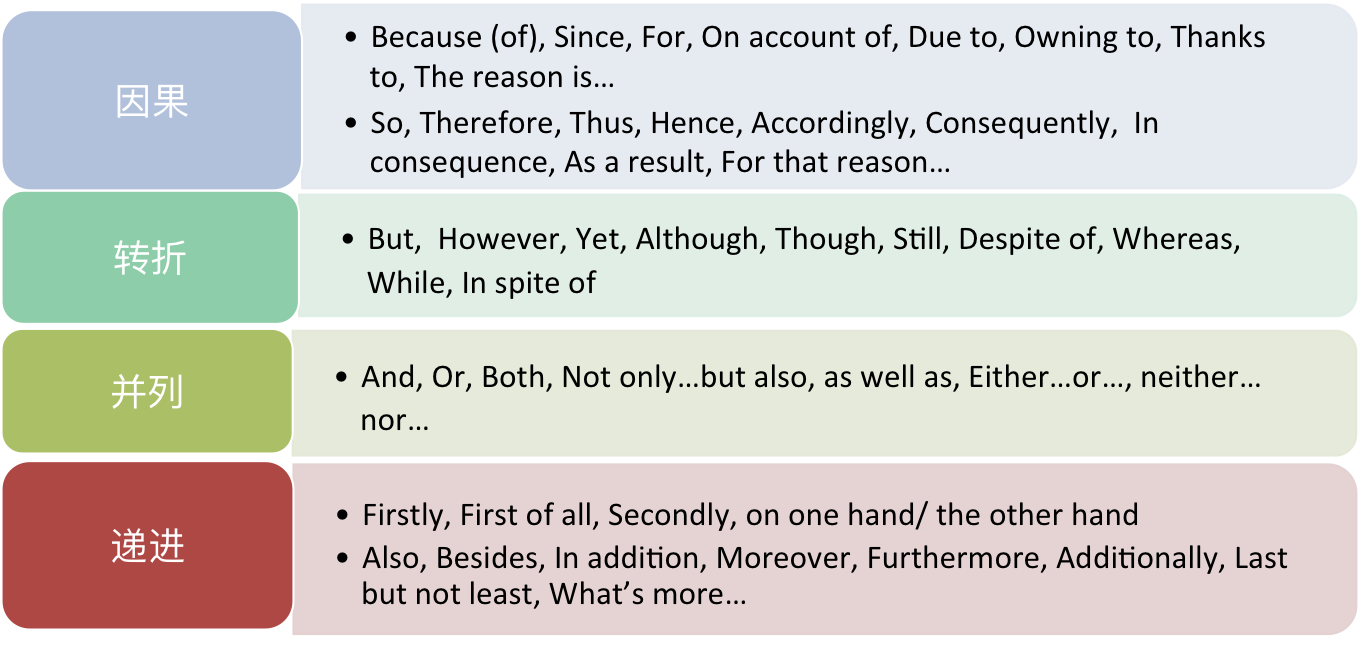 因果
• Because (of), Since, For, On account of, Due to, Owning to, Thanks
to, The reason is…
• So, Therefore, Thus, Hence, Accordingly, Consequently,  In
consequence, As a result, For that reason…
转折
• But,  However, Yet, Although, Though, Still, Despite of, Whereas,
While, In spite of
并列
• And, Or, Both, Not only…but also, as well as, Either…or…, neither…
nor…
递进
• Firstly, First of all, Secondly, on one hand/ the other hand
• Also, Besides, In addition, Moreover, Furthermore, Additionally, Last
but not least, What’s more…